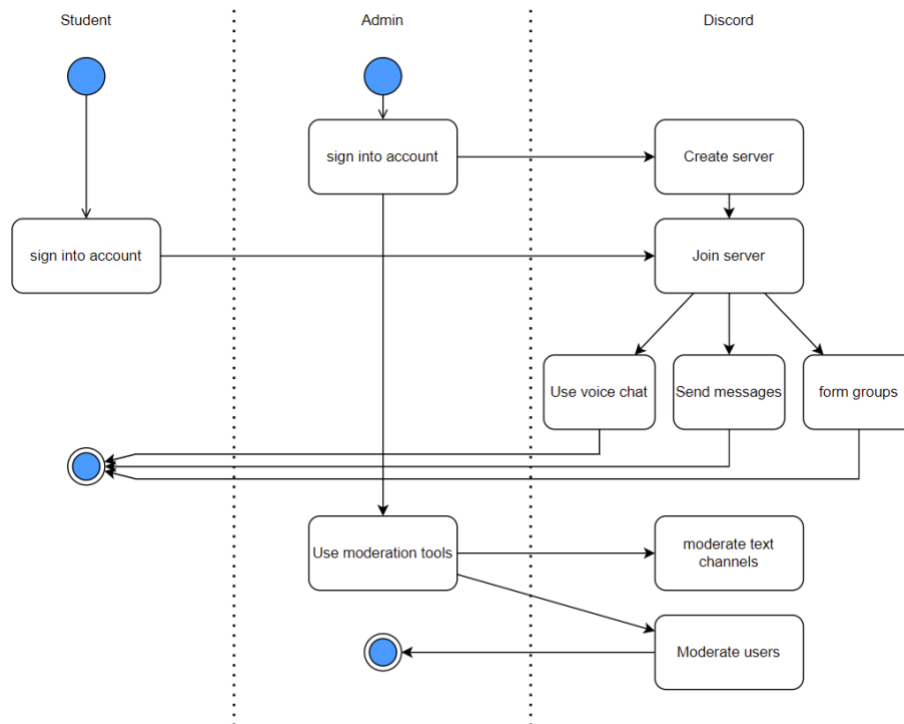 Student
Admin
Discord
sign into account
Create server
sign into account
Join server
Use voice chat
Send messages
form groups
Use moderation tools
moderate text
channels
Moderate users